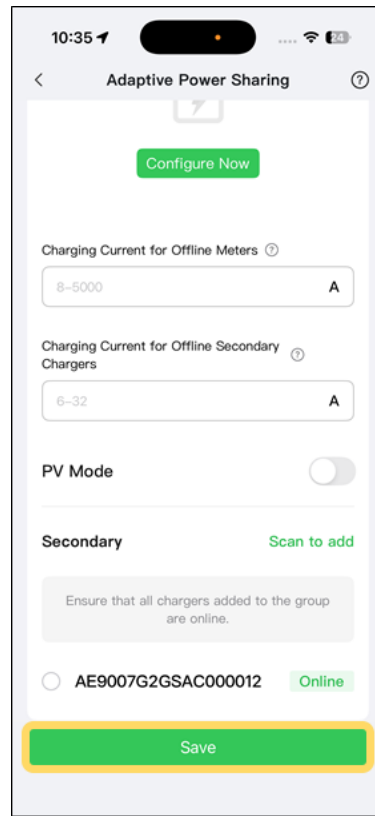 10:35
24
Adaptive Power Sharing
Configure Now
Charging Current for Offline Meters ?
8–5000 A
Charging Current for Offline Secondary
Chargers ?
6–32 A
PV Mode
Secondary Scan to add
Ensure that all chargers added to the group
are online.
AE9007G2GSAC000012 Online
Save